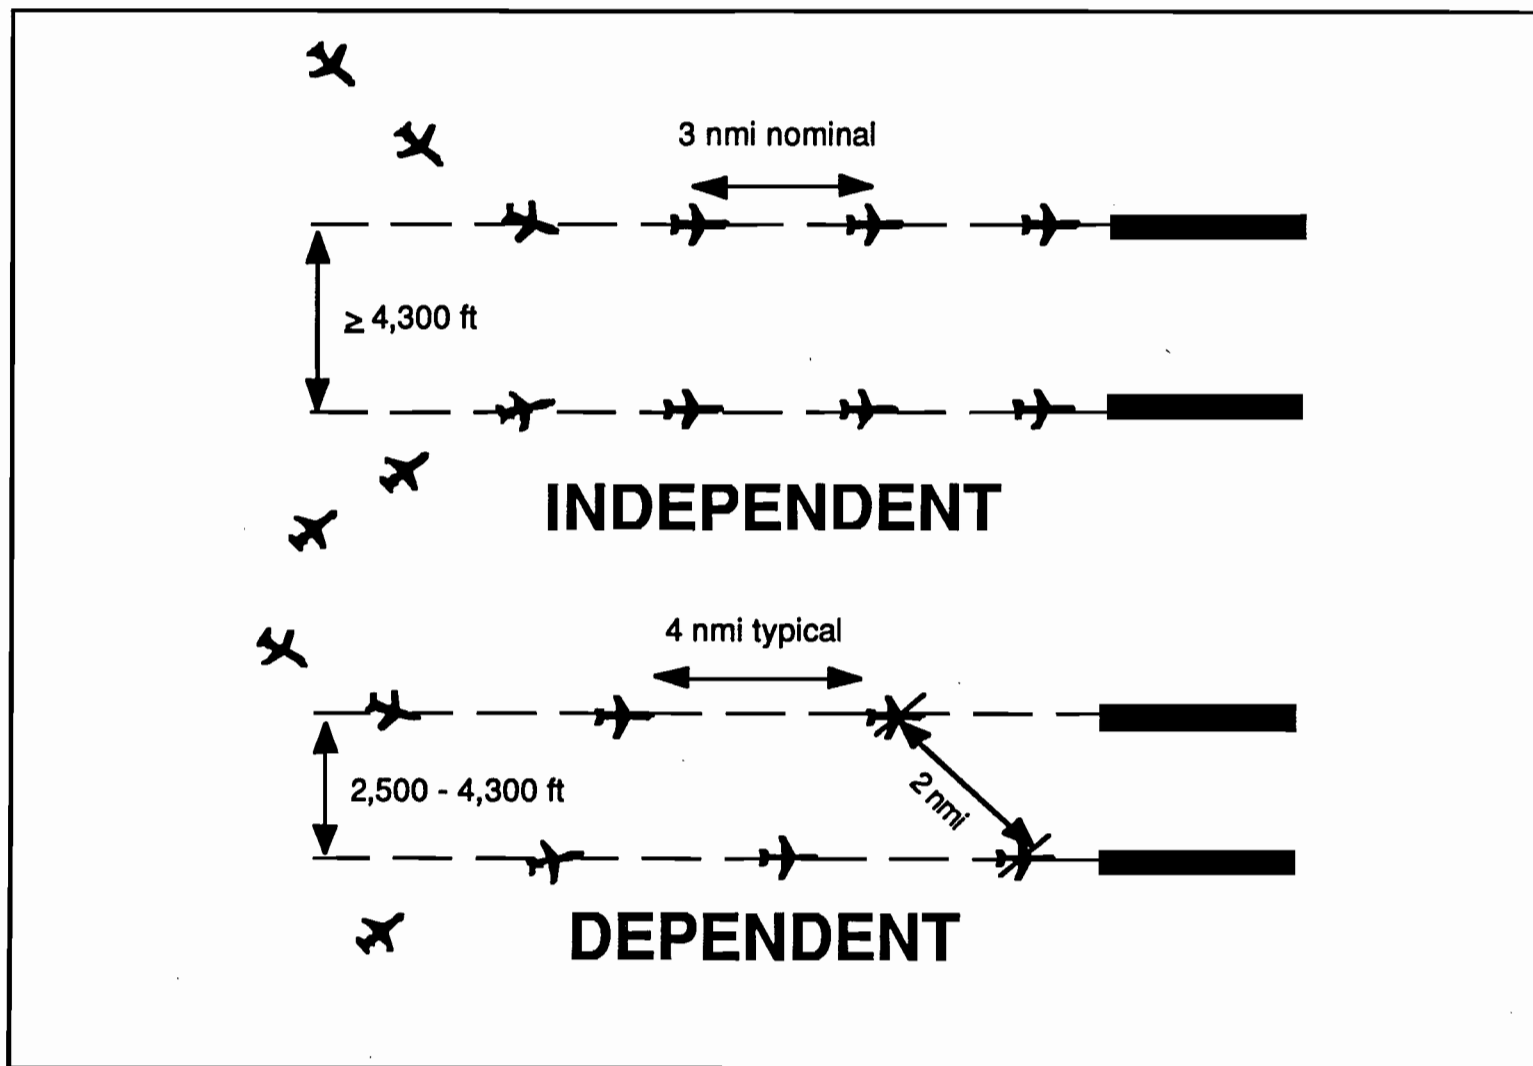 3 nmi nominal
≥ 4,300 ft
INDEPENDENT
4 nmi typical
2,500 - 4,300 ft
2 nmi
DEPENDENT